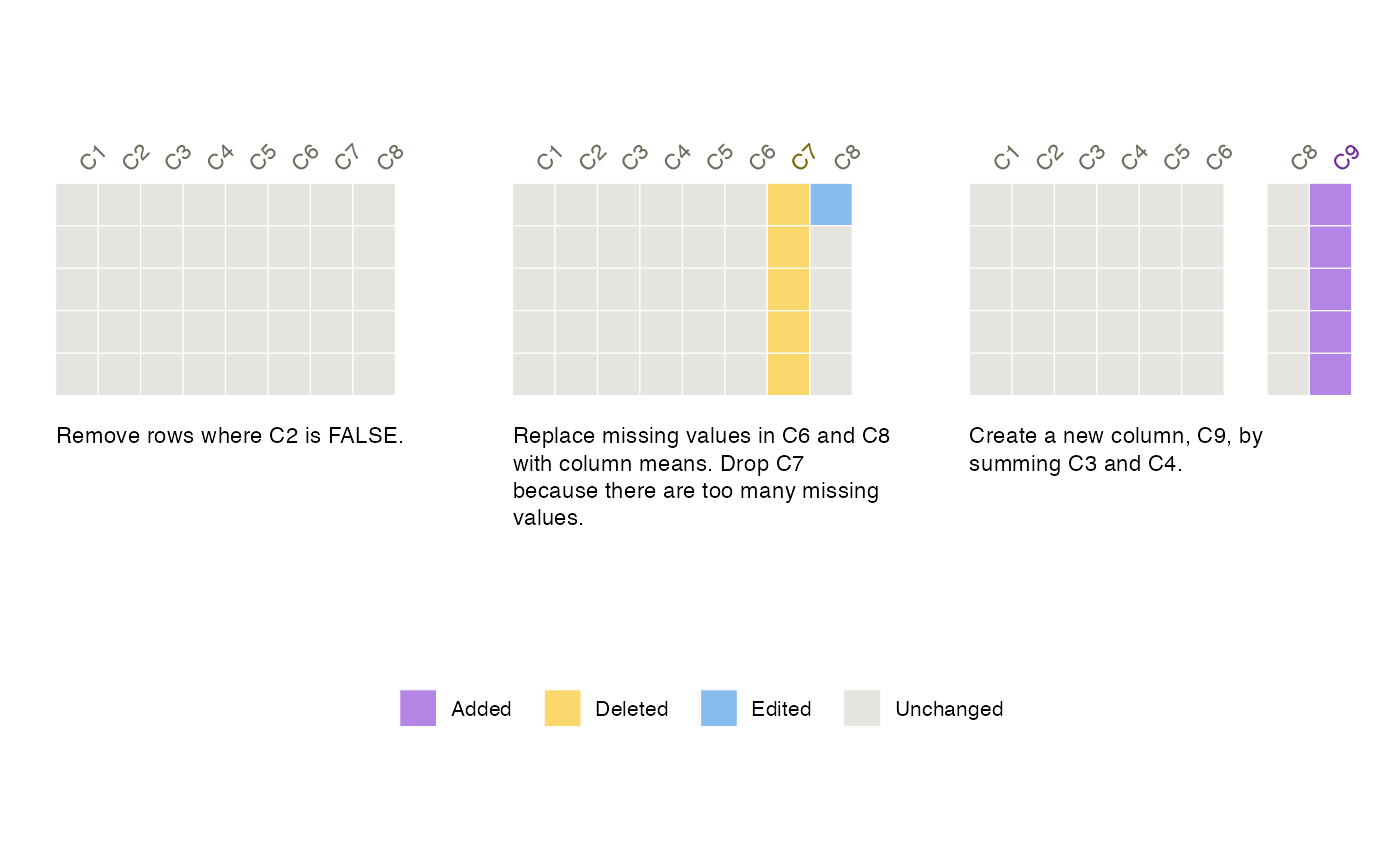 C1 C2 C3 C4 C5 C6 C7 C8
C1 C2 C3 C4 C5 C6 C7 C8
C1 C2 C3 C4 C5 C6 C8 C9
Remove rows where C2 is FALSE.
Replace missing values in C6 and C8
with column means. Drop C7
because there are too many missing
values.
Create a new column, C9, by
summing C3 and C4.
Added Deleted Edited Unchanged